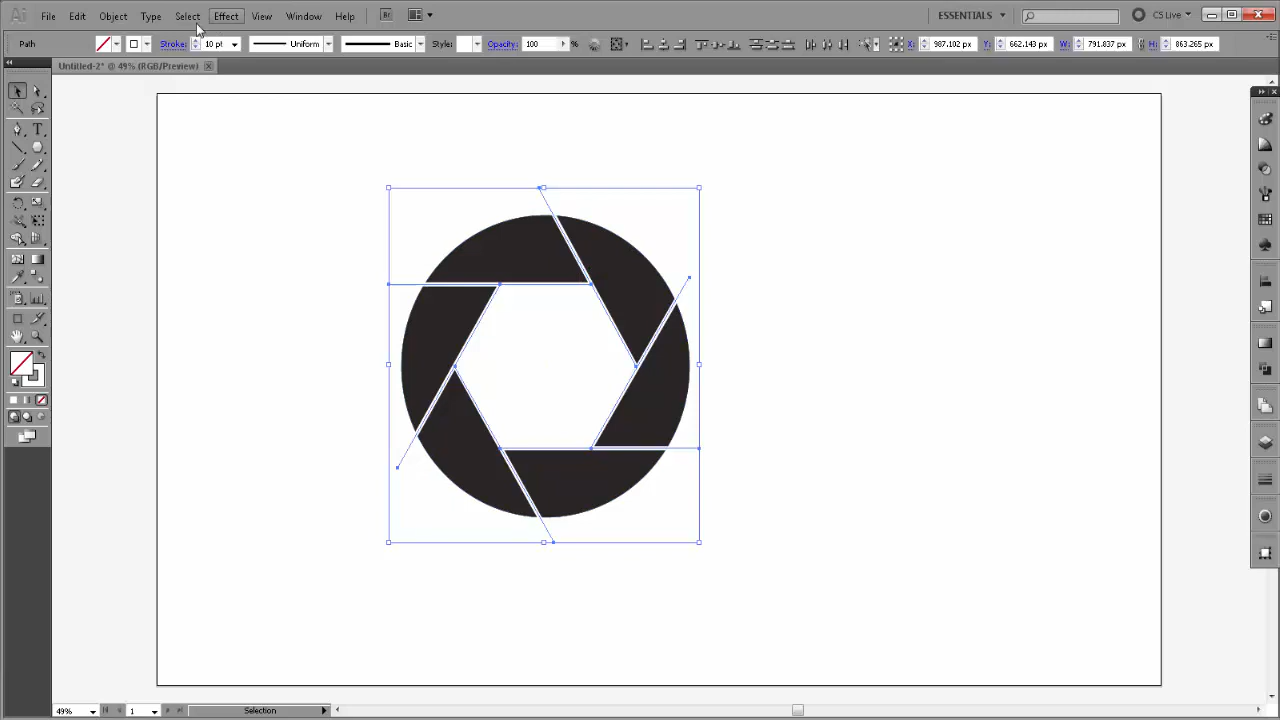 Ai File Edit Object Type Select Effect View Window Help Br ESSENTIALS CS Live
Path Stroke: 10 pt Uniform Basic Style: Opacity: 100 % X: 987.102 px Y: 662.143 px W: 791.837 px H: 863.265 px
Untitled-2* @ 49% (RGB/Preview)
T
49% 1 Selection